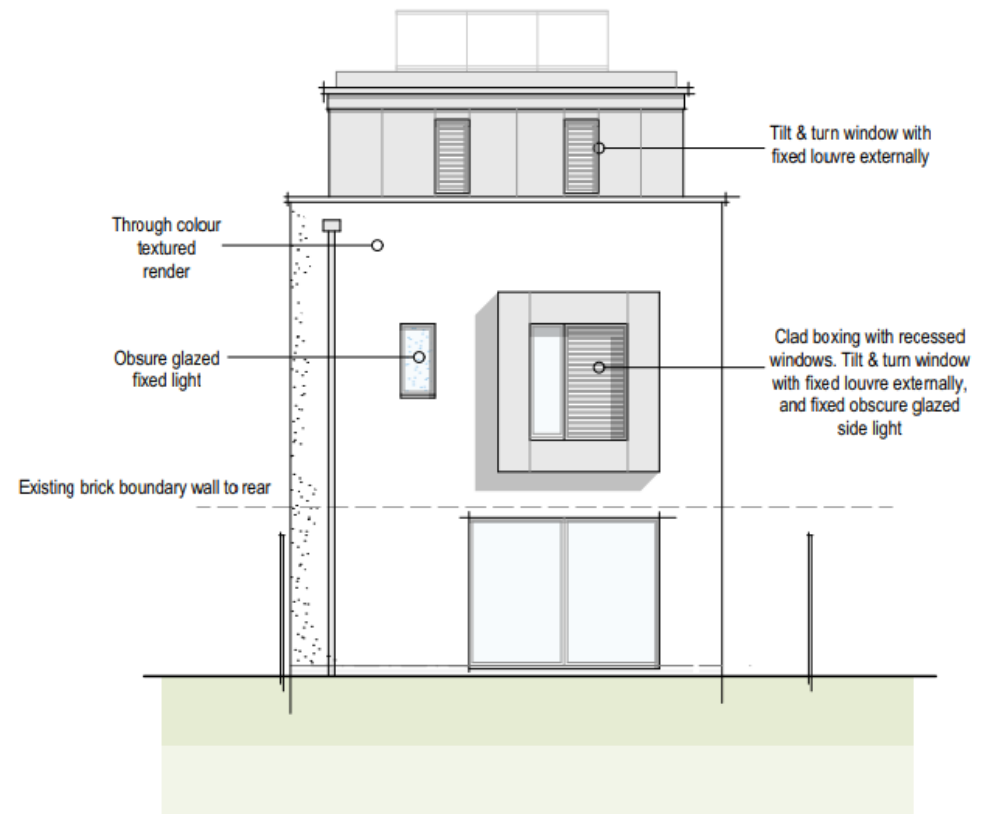 Tilt & turn window with
fixed louvre externally
Through colour
textured
render
Obsure glazed
fixed light
Clad boxing with recessed
windows. Tilt & turn window
with fixed louvre externally,
and fixed obscure glazed
side light
Existing brick boundary wall to rear